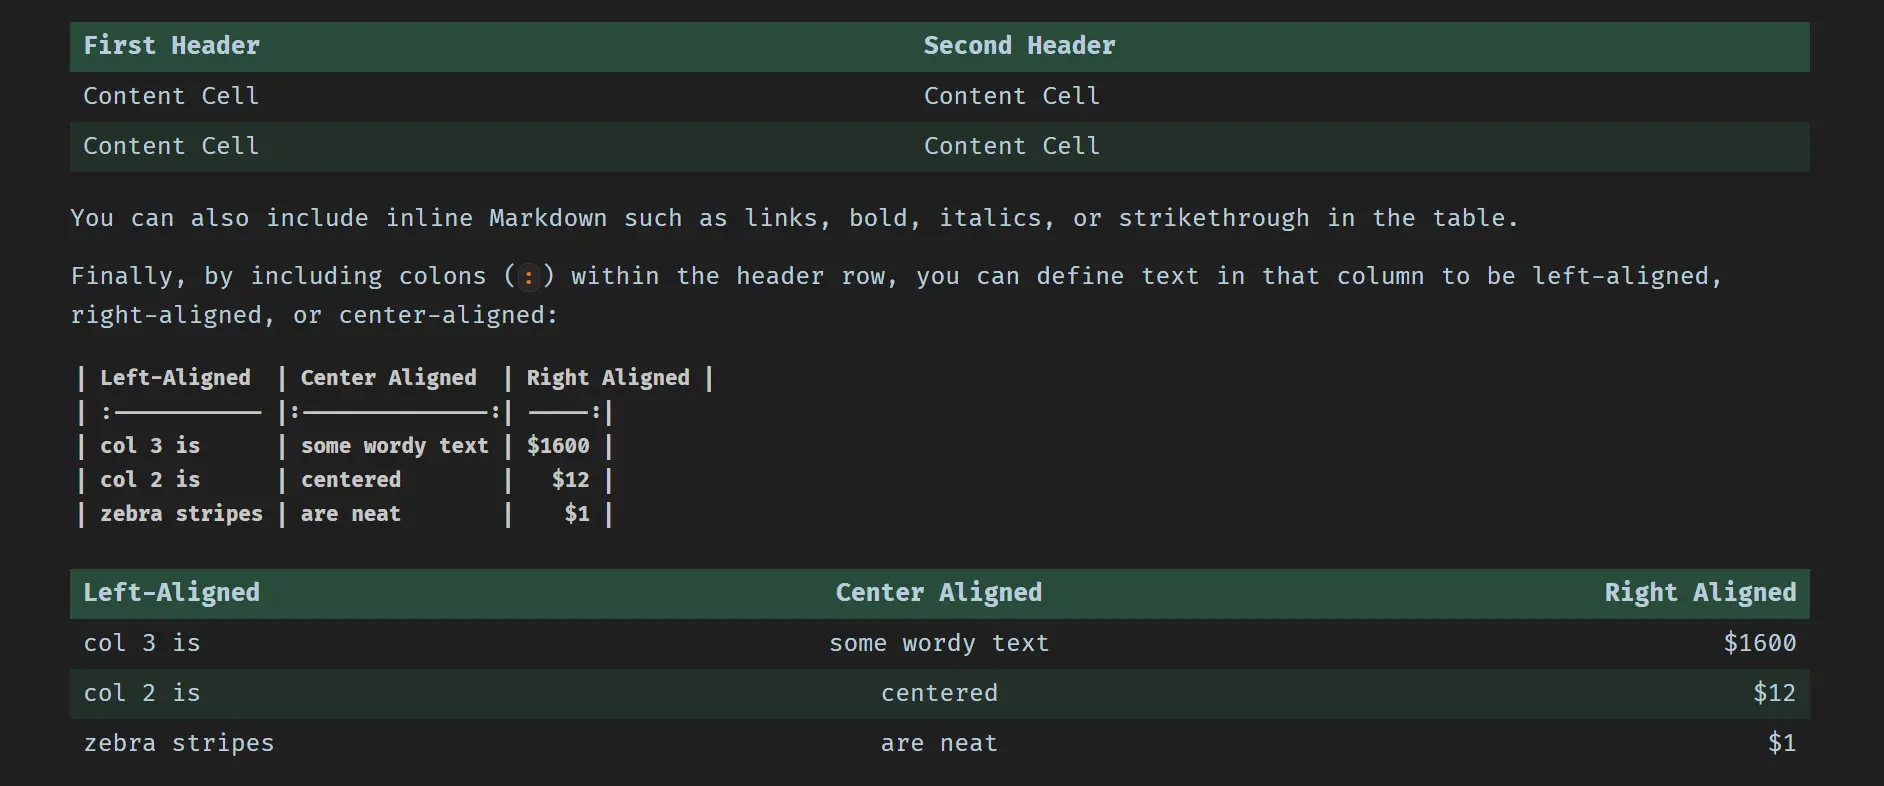 First Header Second Header
Content Cell Content Cell
Content Cell Content Cell
You can also include inline Markdown such as links, bold, italics, or strikethrough in the table.
Finally, by including colons (:) within the header row, you can define text in that column to be left-aligned,
right-aligned, or center-aligned:
| Left-Aligned  | Center Aligned  | Right Aligned |
| :------------ |:---------------:| -----:|
| col 3 is      | some wordy text | $1600 |
| col 2 is      | centered        |   $12 |
| zebra stripes | are neat        |    $1 |
Left-Aligned Center Aligned Right Aligned
col 3 is some wordy text $1600
col 2 is centered $12
zebra stripes are neat $1